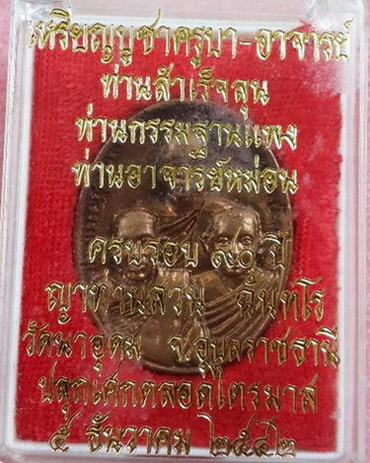 เหรียญบูชาครูบา-อาจารย์
ท่านสำเร็จลุน
ท่านกรรมฐานแพง
ท่านอาจารย์หม่อน
ครบรอบ ๙๐ ปี
ญาท่านสวน ฉันทโร
วัดนาอุดม จ.อุบลราชธานี
ปลุกเศกตลอดไตรมาส
๕ ธันวาคม ๒๕๔๒